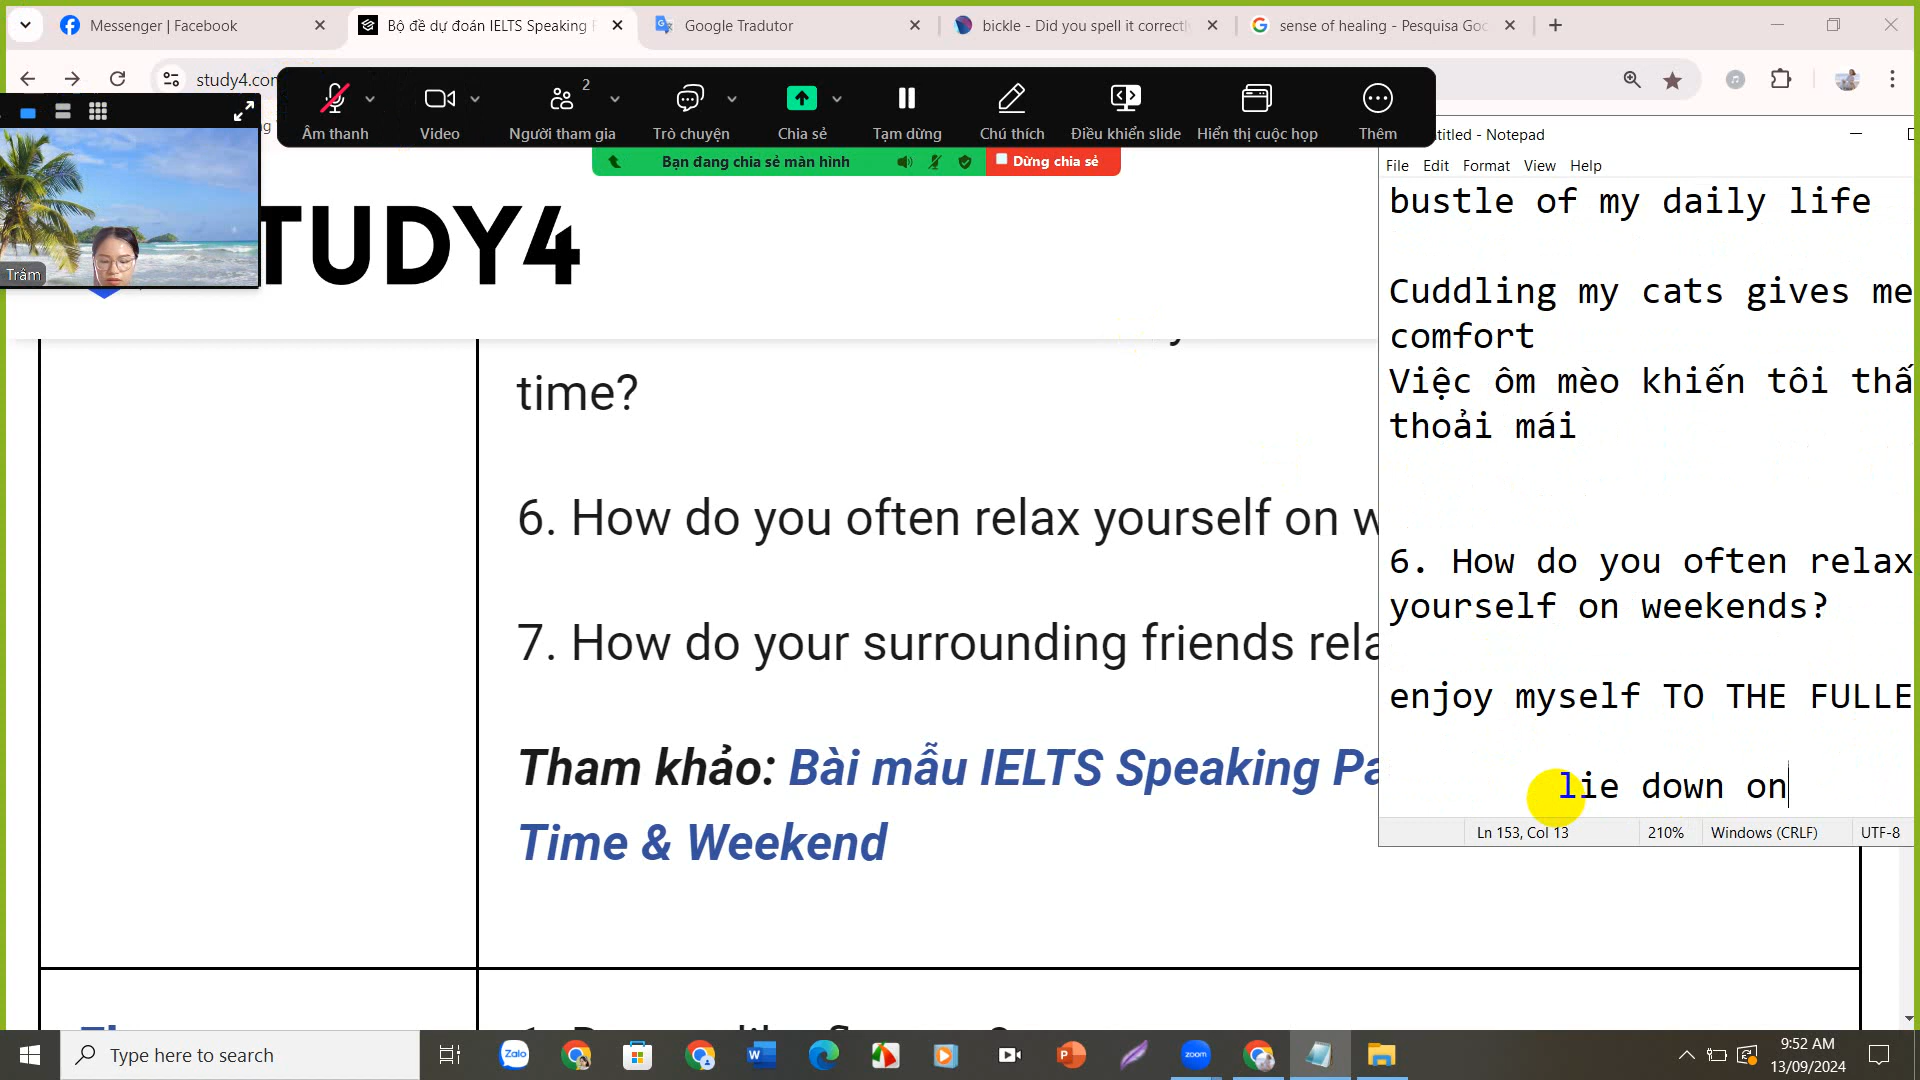 Messenger | Facebook
Bộ đề dự đoán IELTS Speaking
Google Tradutor
bickle - Did you spell it correctly
sense of healing - Pesquisa Goo
study4.com
Âm thanh
Video
2
Người tham gia
Trò chuyện
Chia sẻ
Tạm dừng
Chú thích
Điều khiển slide
Hiển thị cuộc họp
Thêm
Bạn đang chia sẻ màn hình
Dừng chia sẻ
Trâm
TUDY4
time?
6. How do you often relax yourself on w
7. How do your surrounding friends rela
Tham khảo: Bài mẫu IELTS Speaking Pa
Time & Weekend
titled - Notepad
File Edit Format View Help
bustle of my daily life
Cuddling my cats gives me
comfort
Việc ôm mèo khiến tôi thấ
thoải mái
6. How do you often relax
yourself on weekends?
enjoy myself TO THE FULLE
lie down on
Ln 153, Col 13
210%
Windows (CRLF)
UTF-8
Type here to search
Zalo
zoom
9:52 AM
13/09/2024